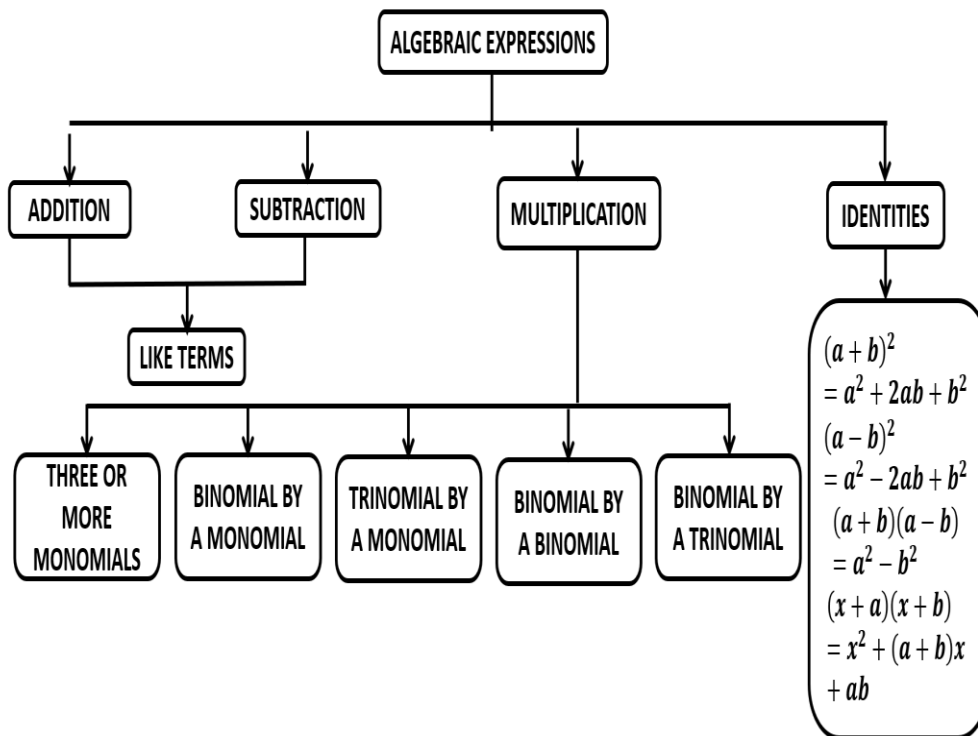 ALGEBRAIC EXPRESSIONS
ADDITION
SUBTRACTION
MULTIPLICATION
IDENTITIES
LIKE TERMS
THREE OR
MORE
MONOMIALS
BINOMIAL BY
A MONOMIAL
TRINOMIAL BY
A MONOMIAL
BINOMIAL BY
A BINOMIAL
BINOMIAL BY
A TRINOMIAL
(a + b)²
= a² + 2ab + b²
(a − b)²
= a² − 2ab + b²
(a + b)(a − b)
= a² − b²
(x + a)(x + b)
= x² + (a + b)x
+ ab